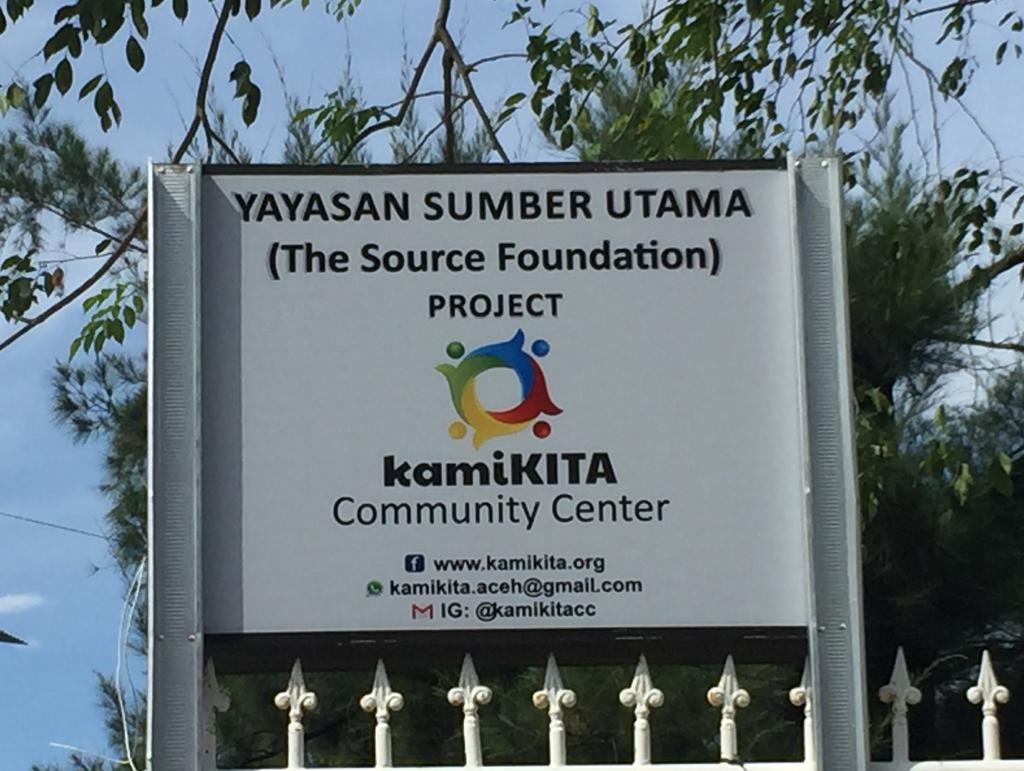 YAYASAN SUMBER UTAMA
(The Source Foundation)
PROJECT
kamiKITA
Community Center
f www.kamikita.org
kamikita.aceh@gmail.com
IG: @kamikitacc